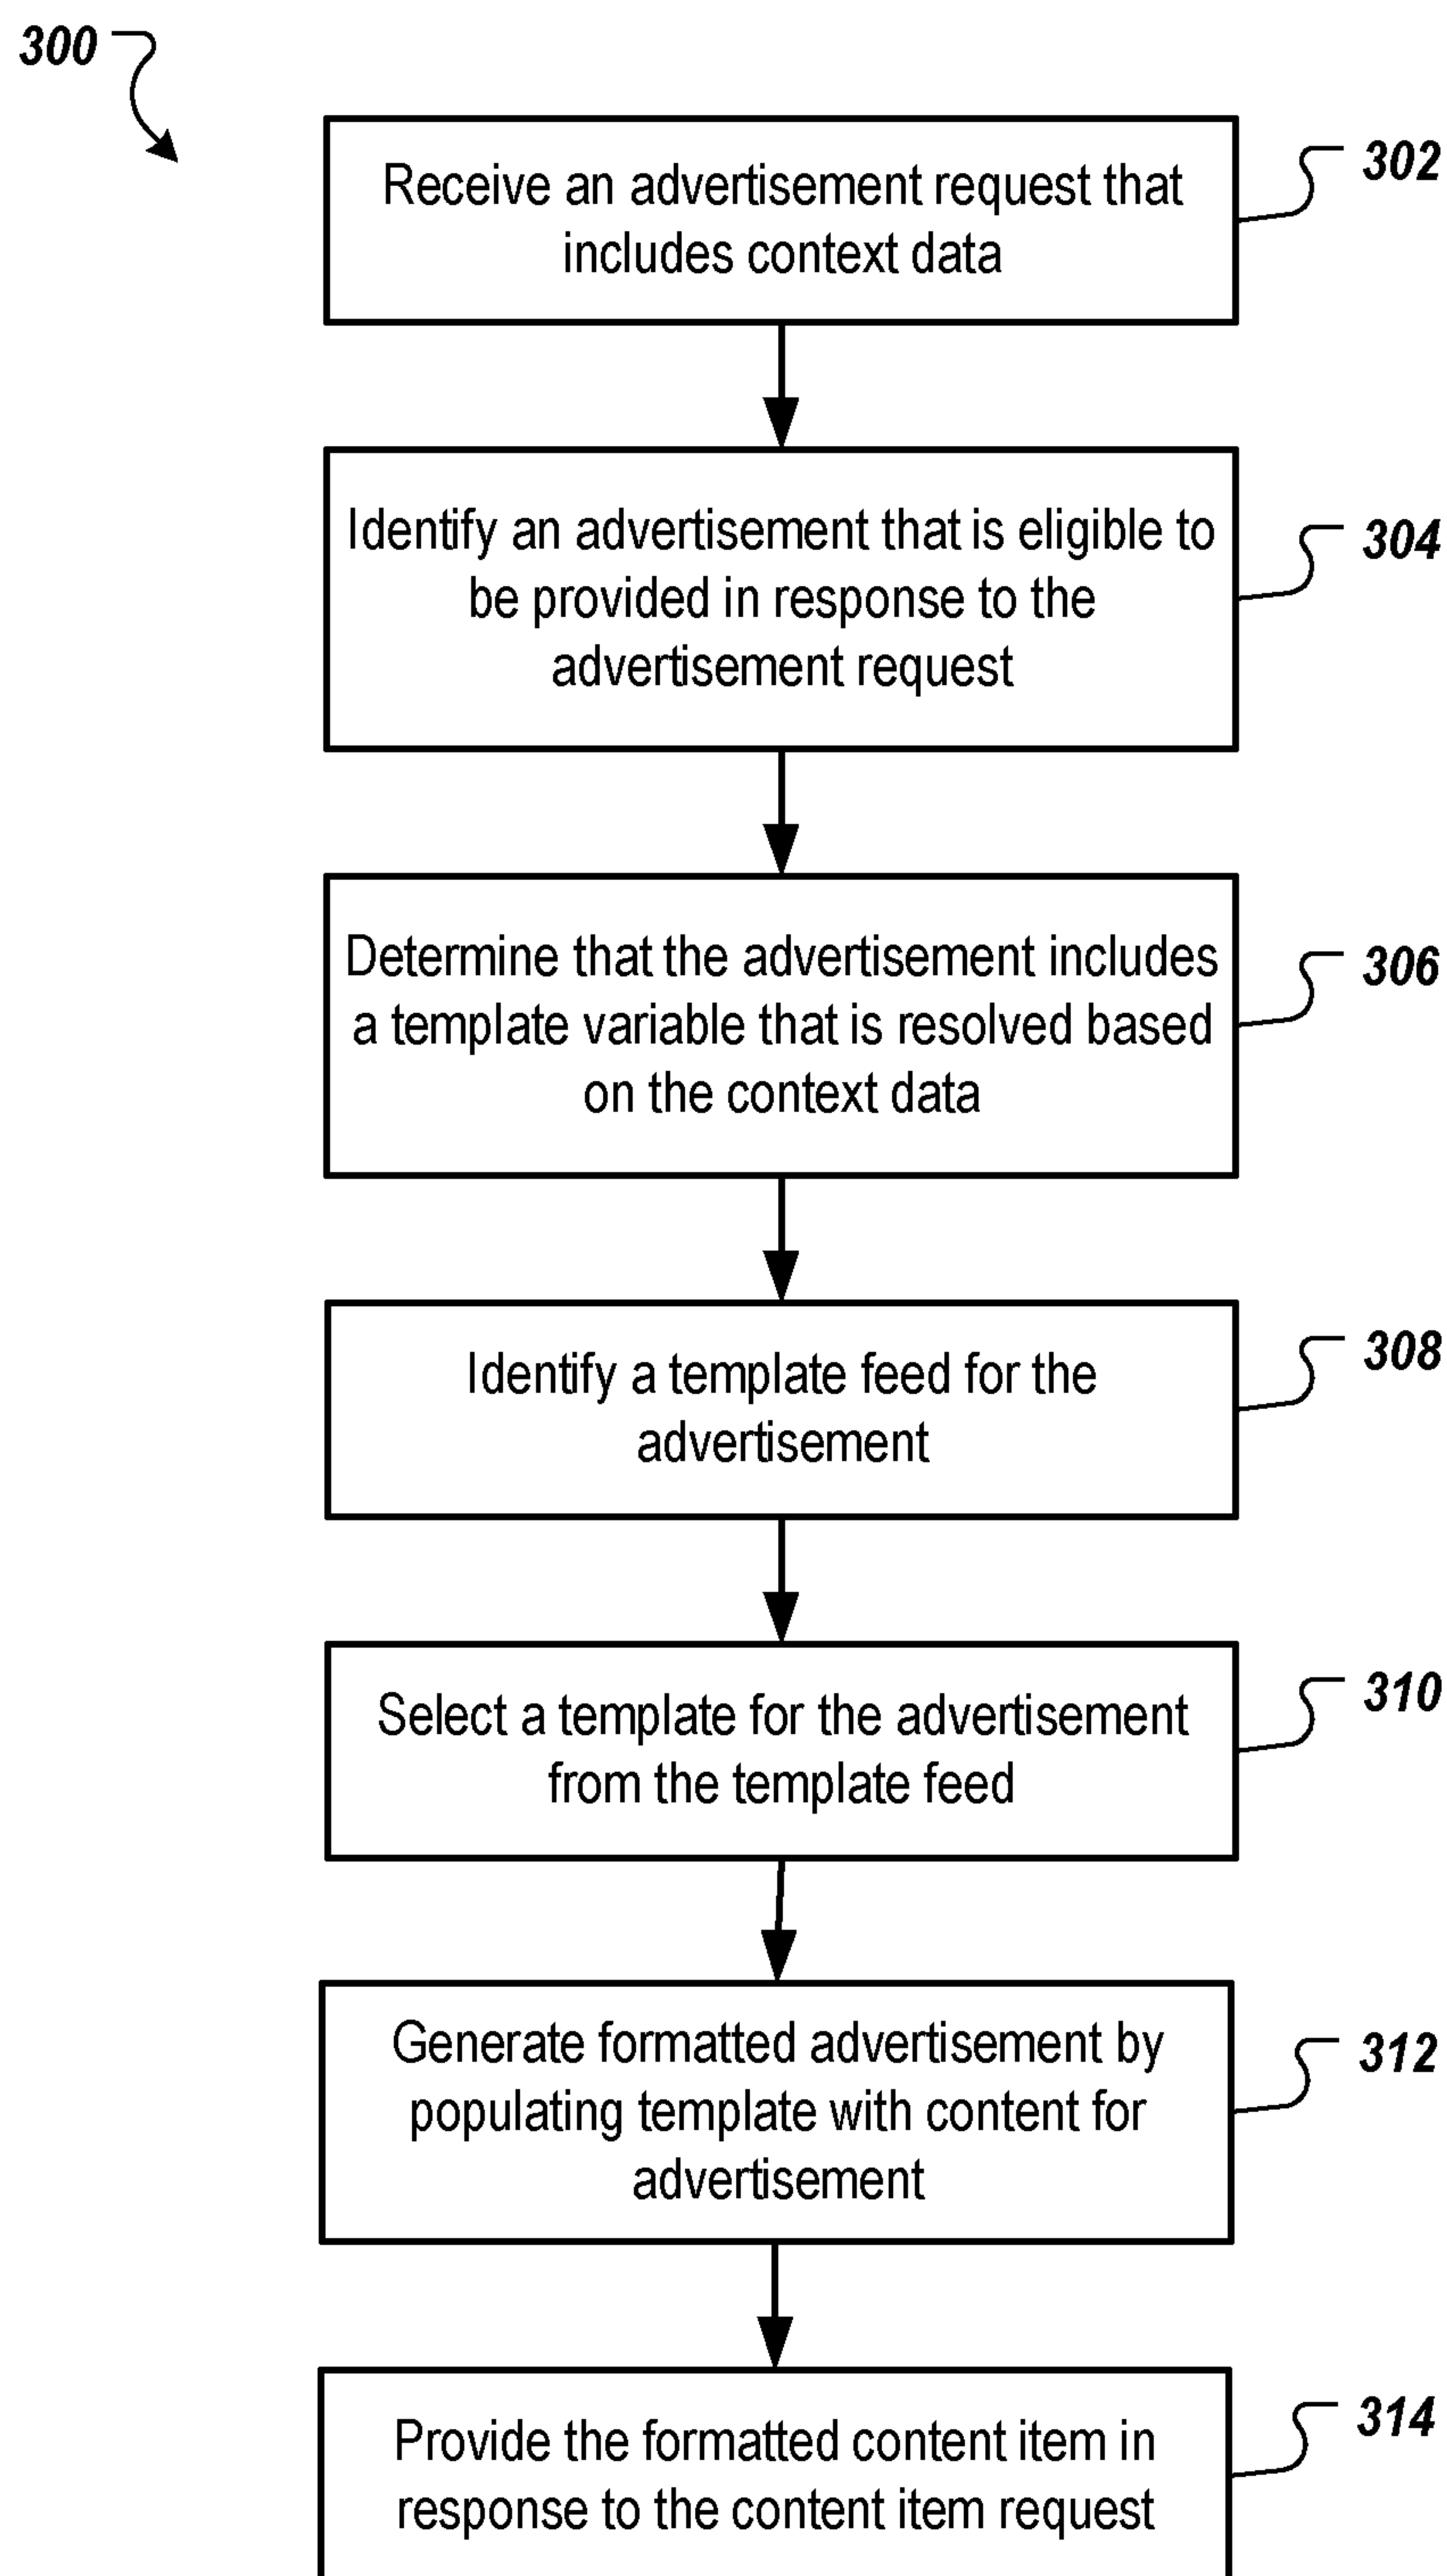 300
Receive an advertisement request that
includes context data
302
Identify an advertisement that is eligible to
be provided in response to the
advertisement request
304
Determine that the advertisement includes
a template variable that is resolved based
on the context data
306
Identify a template feed for the
advertisement
308
Select a template for the advertisement
from the template feed
310
Generate formatted advertisement by
populating template with content for
advertisement
312
Provide the formatted content item in
response to the content item request
314